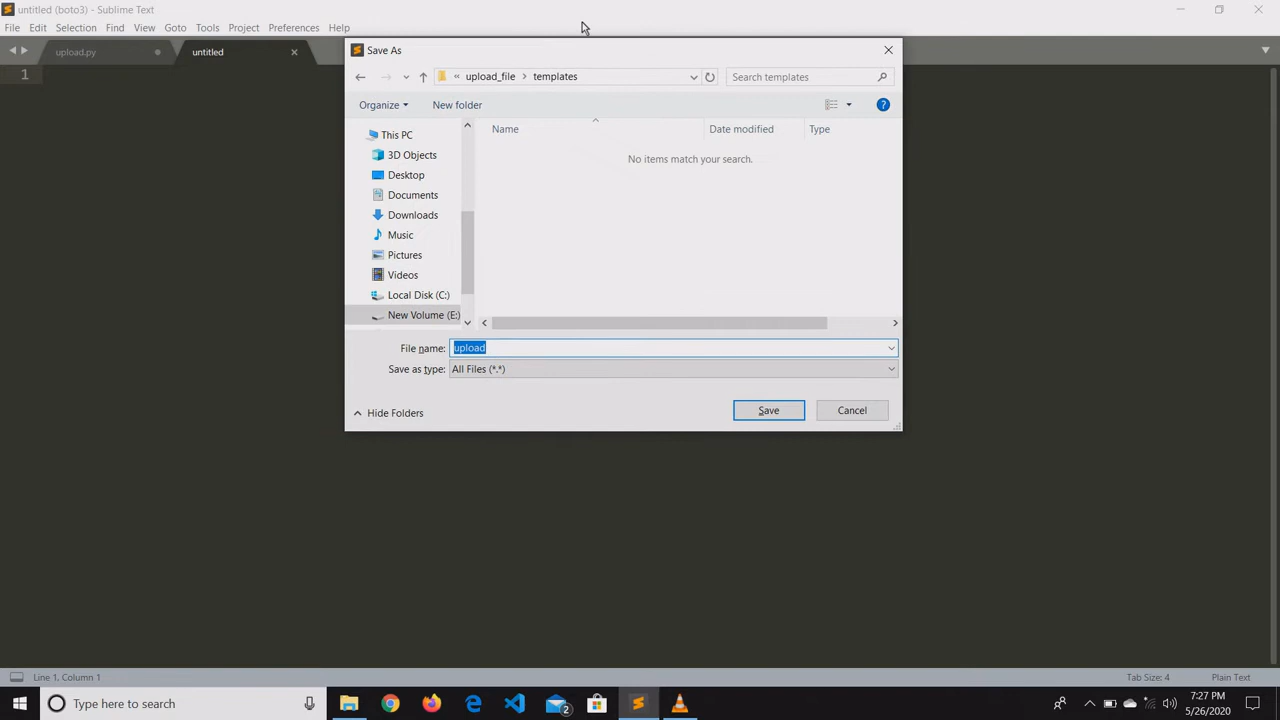 untitled (boto3) - Sublime Text
File Edit Selection Find View Goto Tools Project Preferences Help
upload.py
untitled
1
Save As
« upload_file > templates
Search templates
Organize
New folder
This PC
3D Objects
Desktop
Documents
Downloads
Music
Pictures
Videos
Local Disk (C:)
New Volume (E:)
Name Date modified Type
No items match your search.
File name: upload
Save as type: All Files (*.*)
Hide Folders
Save
Cancel
Line 1, Column 1
Tab Size: 4
Plain Text
Type here to search
2
7:27 PM
5/26/2020